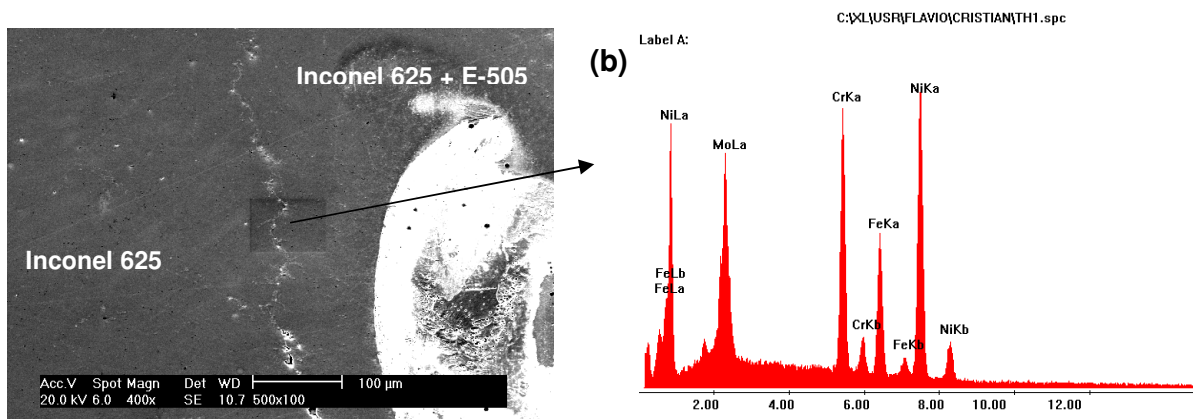 Inconel 625 + E-505
Inconel 625
Acc.V Spot Magn Det WD 100 µm
20.0 kV 6.0 400x SE 10.7 500x100
C:\XL\USR\FLAVIO\CRISTIAN\TH1.spc
Label A:
(b)
NiKa
CrKa
NiLa
MoLa
FeKa
FeLb
FeLa
CrKb
FeKb
NiKb
2.00 4.00 6.00 8.00 10.00 12.00